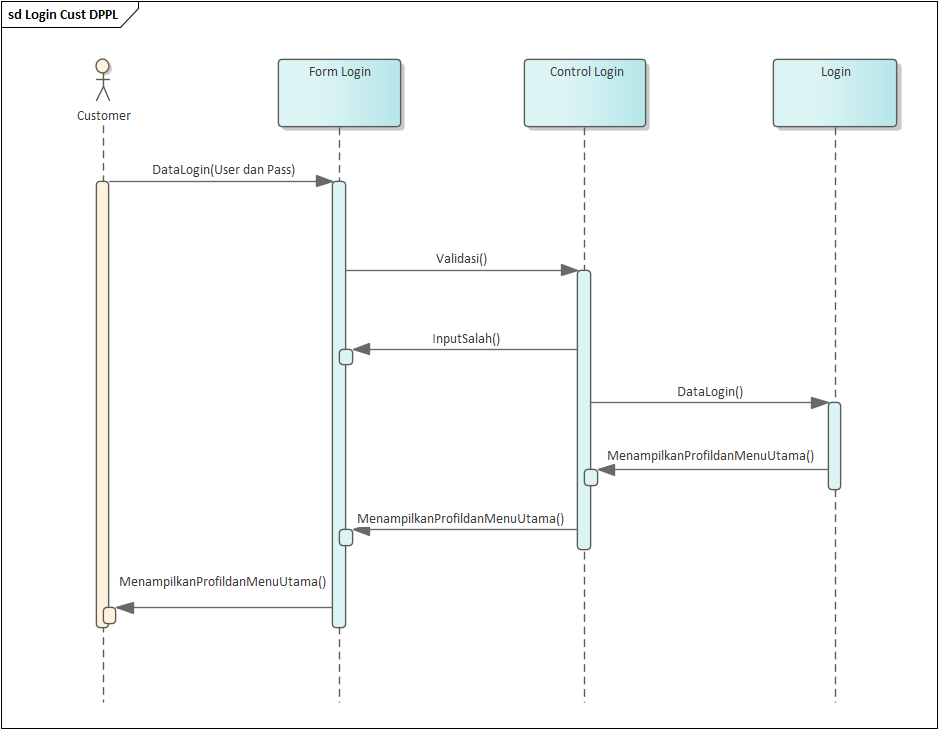 sd Login Cust DPPL
Customer
Form Login
Control Login
Login
DataLogin(User dan Pass)
Validasi()
InputSalah()
DataLogin()
MenampilkanProfildanMenuUtama()
MenampilkanProfildanMenuUtama()
MenampilkanProfildanMenuUtama()